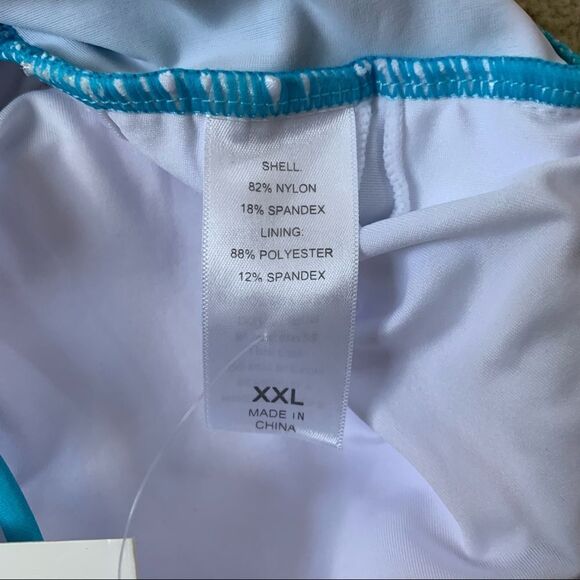 SHELL:
82% NYLON
18% SPANDEX
LINING:
88% POLYESTER
12% SPANDEX
XXL
MADE IN
CHINA